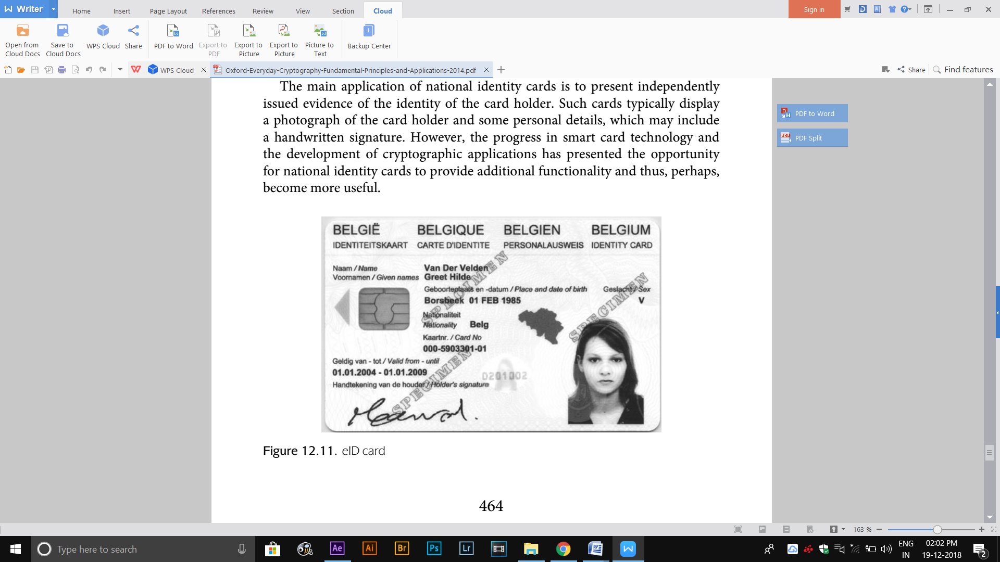 Writer
Home Insert Page Layout References Review View Section Cloud
Sign in
Open from Cloud Docs
Save to Cloud Docs
WPS Cloud
Share
PDF to Word
Export to PDF
Export to Picture
Export to Picture
Picture to Text
Backup Center
WPS Cloud
Oxford-Everyday-Cryptography-Fundamental-Principles-and-Applications-2014.pdf
Share
Find features
The main application of national identity cards is to present independently
issued evidence of the identity of the card holder. Such cards typically display
a photograph of the card holder and some personal details, which may include
a handwritten signature. However, the progress in smart card technology and
the development of cryptographic applications has presented the opportunity
for national identity cards to provide additional functionality and thus, perhaps,
become more useful.
PDF to Word
PDF Split
BELGIË BELGIQUE BELGIEN BELGIUM
IDENTITEITSKAART CARTE D'IDENTITE PERSONALAUSWEIS IDENTITY CARD
Naam / Name Van Der Velden
Voornamen / Given names Greet Hilde
Geboorteplaats en -datum / Place and date of birth Geslacht / Sex
Borsbeek 01 FEB 1985 V
Nationaliteit
Nationality Belg
Kaartnr. / Card No
000-5903301-01
Geldig van - tot / Valid from - until
01.01.2004 - 01.01.2009
0201002
Handtekening van de houder / Holder's signature
SPECIMEN
SPECIMEN
SPECIMEN
Figure 12.11. eID card
464
163 %
Type here to search
Ae Ai Br Ps Lr
ENG
IN
02:02 PM
19-12-2018
2